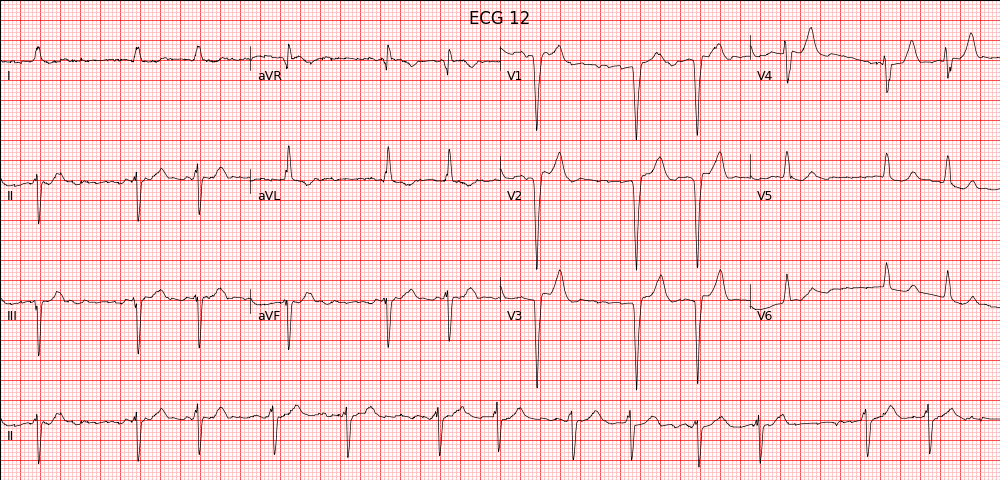 ECG 12
I aVR V1 V4
II aVL V2 V5
III aVF V3 V6
II